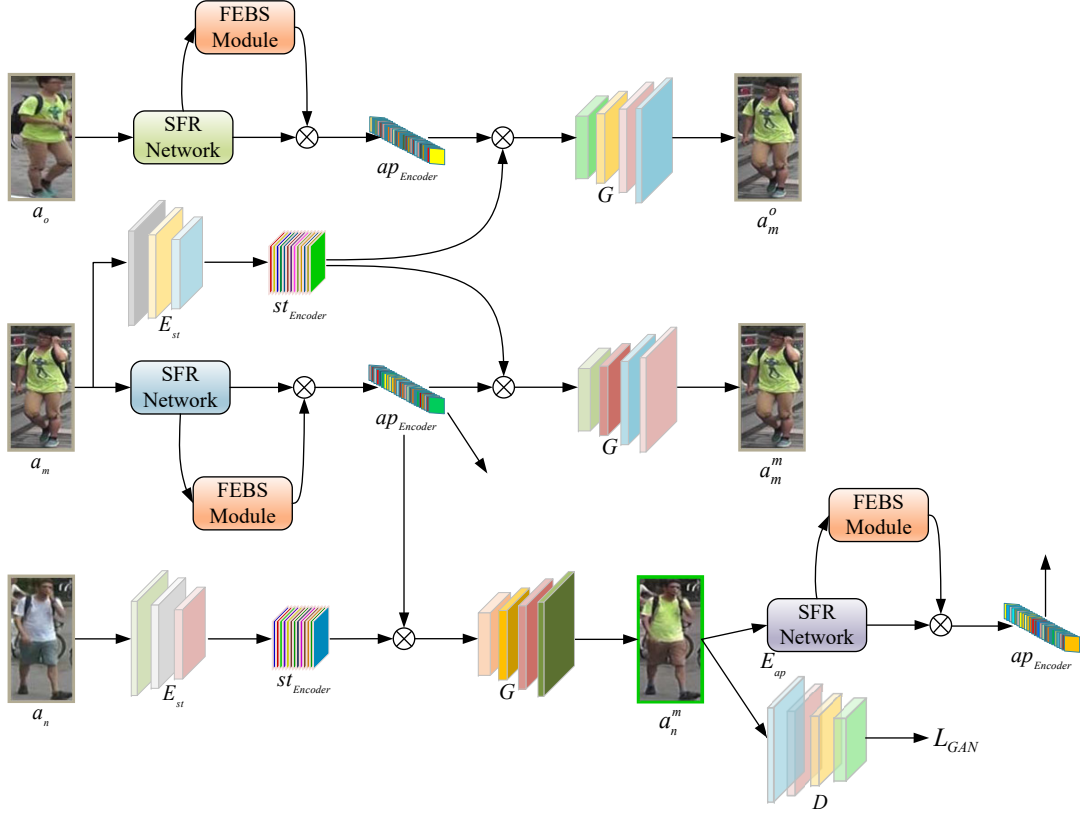 FEBS
Module
SFR
Network
ap_Encoder
G
a_o
a_m^o
E_st
st_Encoder
SFR
Network
ap_Encoder
G
a_m
a_m^m
FEBS
Module
FEBS
Module
SFR
Network
E_ap
ap_Encoder
E_st
st_Encoder
G
a_n
a_n^m
L_GAN
D